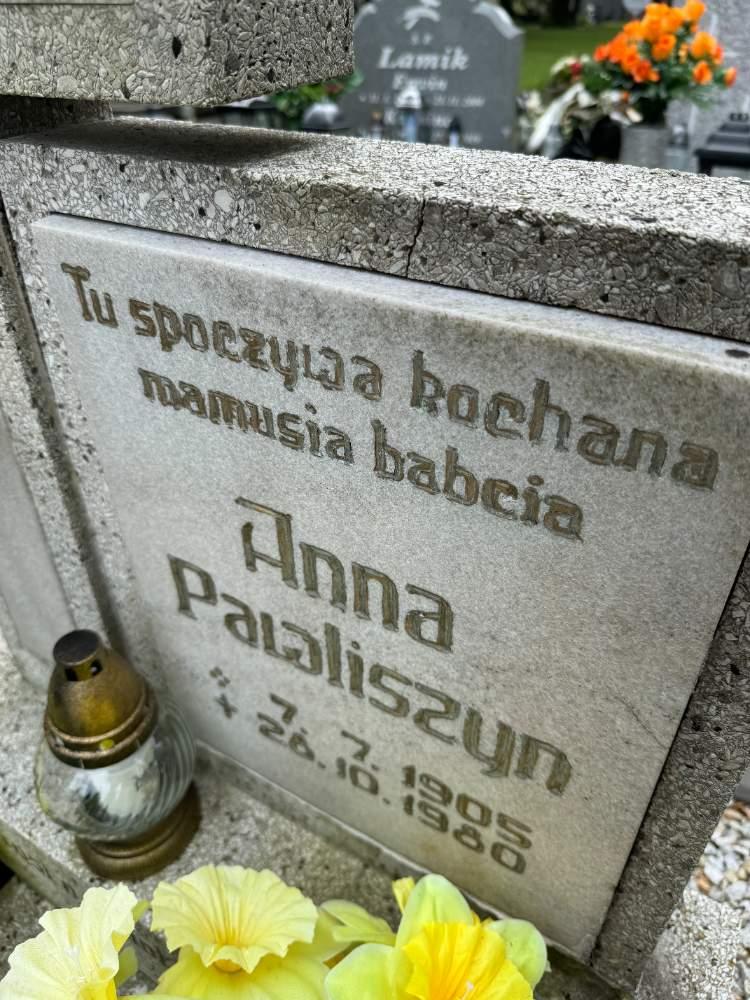 Ś P
Lamik
Tu spoczywa kochana
mamusia babcia
Anna
Pawliszyn
* 7. 7. 1905
+ 26. 10. 1980